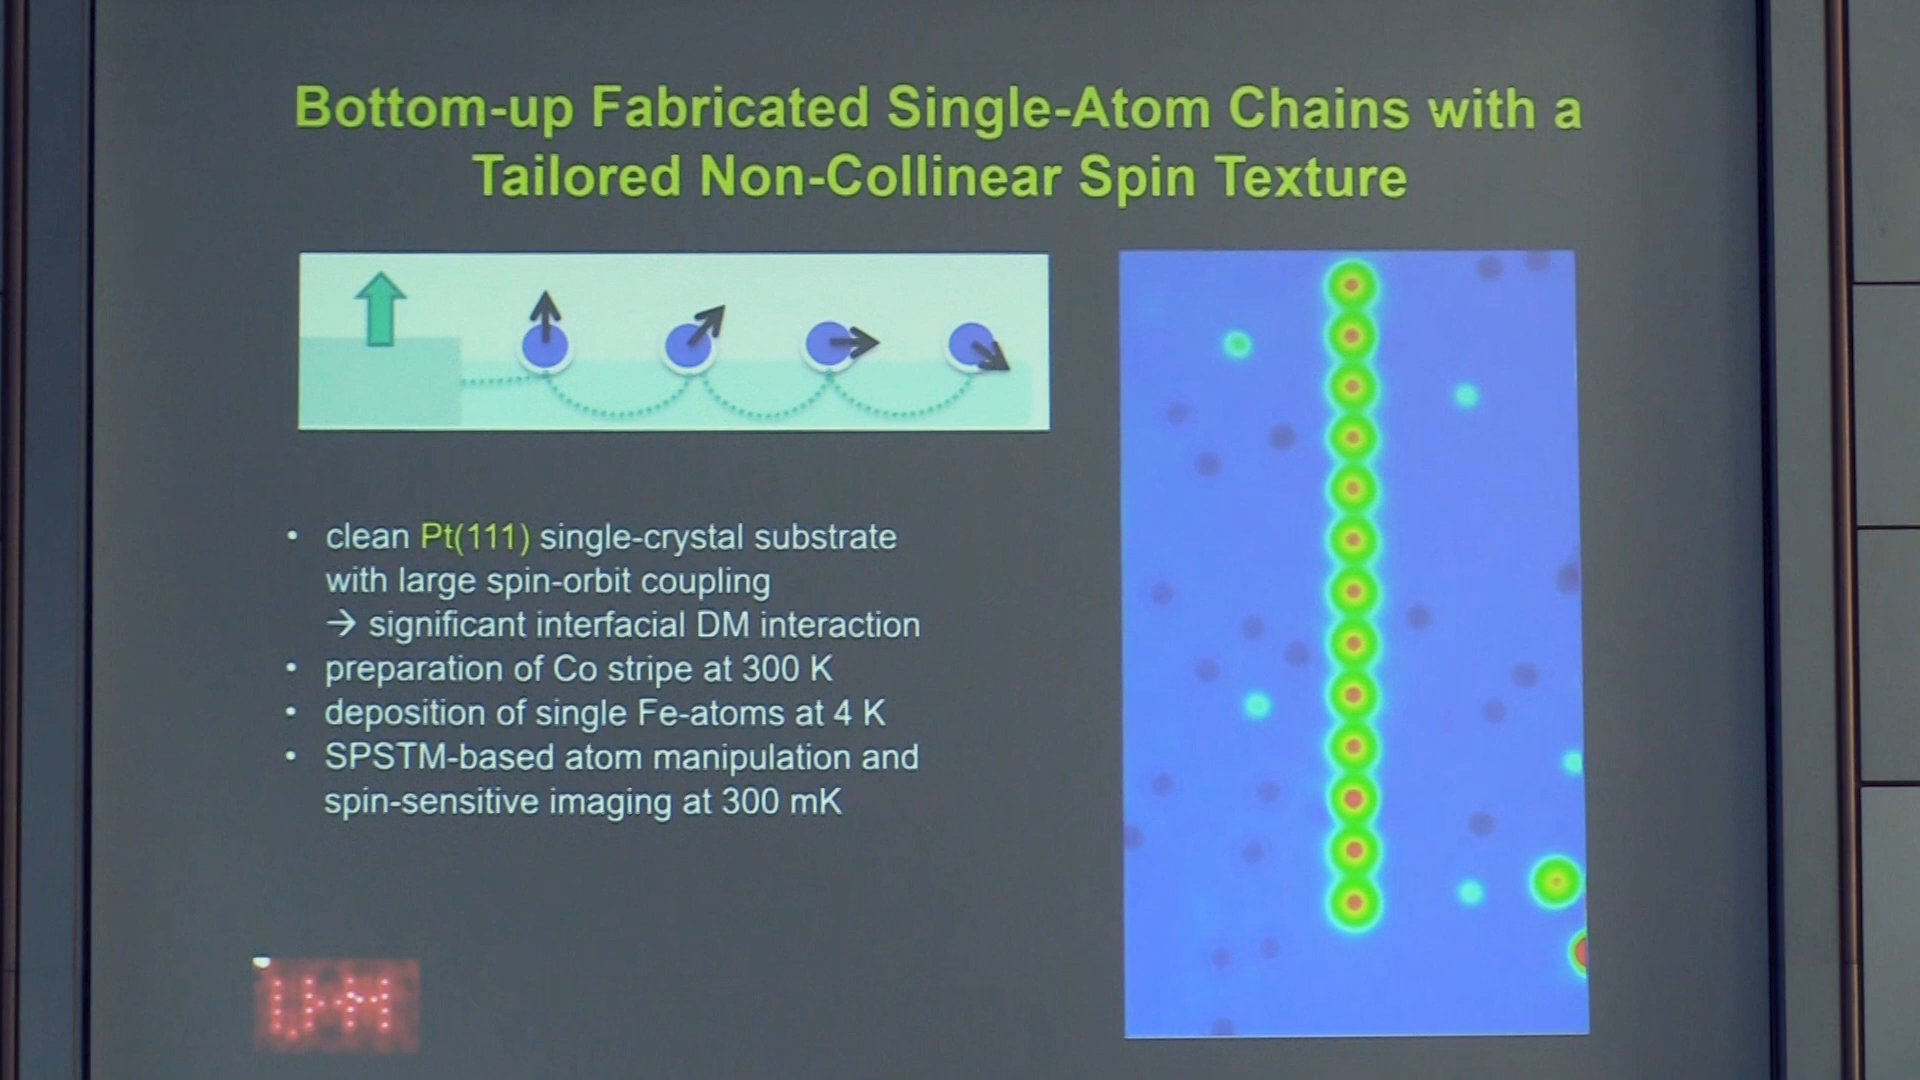 Bottom-up Fabricated Single-Atom Chains with a
Tailored Non-Collinear Spin Texture
• clean Pt(111) single-crystal substrate
with large spin-orbit coupling
→ significant interfacial DM interaction
• preparation of Co stripe at 300 K
• deposition of single Fe-atoms at 4 K
• SPSTM-based atom manipulation and
spin-sensitive imaging at 300 mK